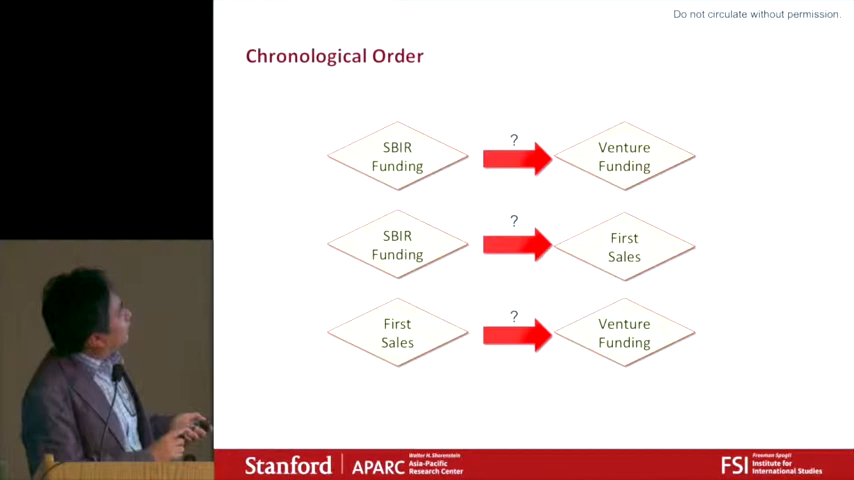 Do not circulate without permission.
Chronological Order
SBIR
Funding
?
Venture
Funding
SBIR
Funding
?
First
Sales
First
Sales
?
Venture
Funding
Stanford
APARC
Walter H. Shorenstein
Asia-Pacific
Research Center
FSI
Freeman Spogli
Institute for
International Studies